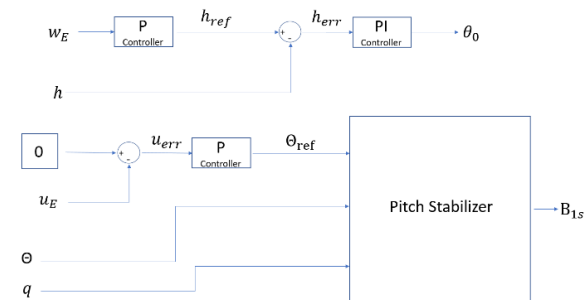 w_E P Controller h_ref + - h_err PI Controller θ_0
h
0 + - u_err P Controller Θ_ref
u_E
Pitch Stabilizer B_1s
Θ
q